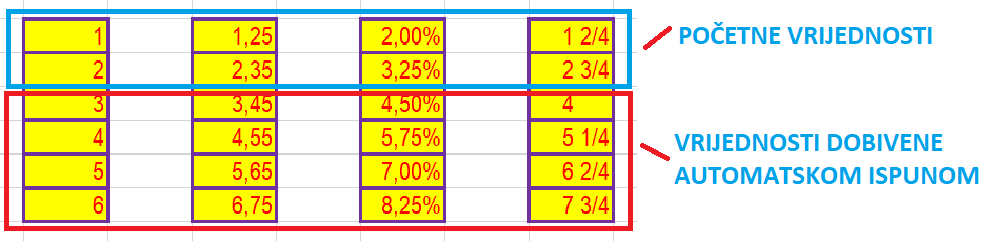 1 1,25 2,00% 1 2/4
2 2,35 3,25% 2 3/4
3 3,45 4,50% 4
4 4,55 5,75% 5 1/4
5 5,65 7,00% 6 2/4
6 6,75 8,25% 7 3/4
POČETNE VRIJEDNOSTI
VRIJEDNOSTI DOBIVENE
AUTOMATSKOM ISPUNOM